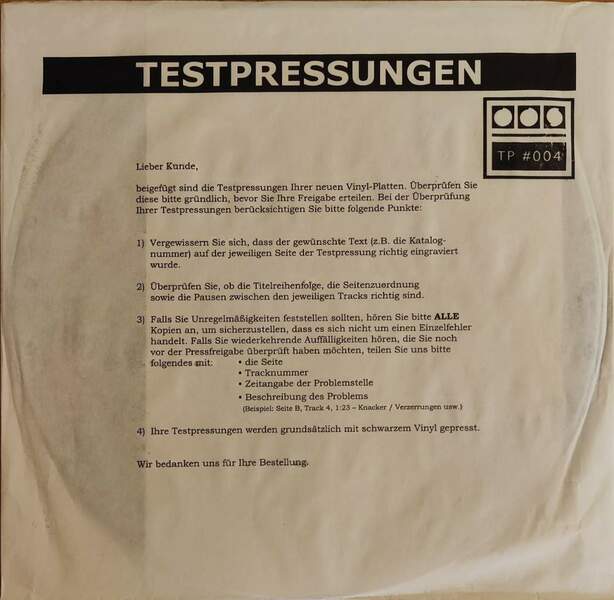 TESTPRESSUNGEN
TP #004
Lieber Kunde,
beigefügt sind die Testpressungen Ihrer neuen Vinyl-Platten. Überprüfen Sie
diese bitte gründlich, bevor Sie Ihre Freigabe erteilen. Bei der Überprüfung
Ihrer Testpressungen berücksichtigen Sie bitte folgende Punkte:
1) Vergewissern Sie sich, dass der gewünschte Text (z.B. die Katalog-
nummer) auf der jeweiligen Seite der Testpressung richtig eingraviert
wurde.
2) Überprüfen Sie, ob die Titelreihenfolge, die Seitenzuordnung
sowie die Pausen zwischen den jeweiligen Tracks richtig sind.
3) Falls Sie Unregelmäßigkeiten feststellen sollten, hören Sie bitte ALLE
Kopien an, um sicherzustellen, dass es sich nicht um einen Einzelfehler
handelt. Falls Sie wiederkehrende Auffälligkeiten hören, die Sie noch
vor der Pressfreigabe überprüft haben möchten, teilen Sie uns bitte
folgendes mit: • die Seite
• Tracknummer
• Zeitangabe der Problemstelle
• Beschreibung des Problems
(Beispiel: Seite B, Track 4, 1:23 – Knacker / Verzerrungen usw.)
4) Ihre Testpressungen werden grundsätzlich mit schwarzem Vinyl gepresst.
Wir bedanken uns für Ihre Bestellung.